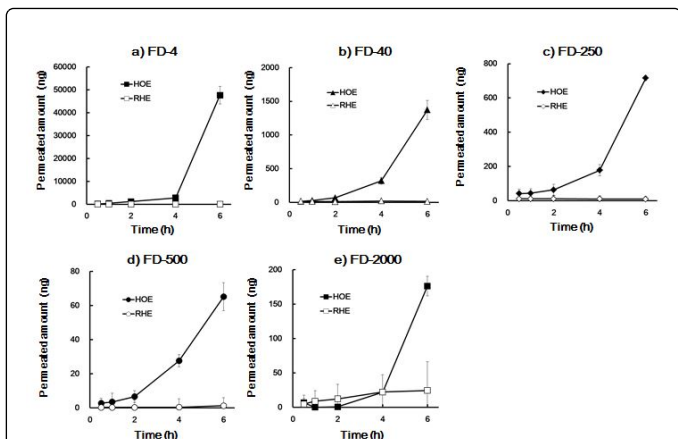 a) FD-4
Permeated amount (ng)
60000
50000
40000
30000
20000
10000
0
HOE
RHE
0 2 4 6
Time (h)
b) FD-40
Permeated amount (ng)
1500
1000
500
0
HOE
RHE
0 2 4 6
Time (h)
c) FD-250
Permeated amount (ng)
800
600
400
200
0
HOE
RHE
0 2 4 6
Time (h)
d) FD-500
Permeated amount (ng)
80
60
40
20
0
HOE
RHE
0 2 4 6
Time (h)
e) FD-2000
Permeated amount (ng)
200
150
100
50
0
HOE
RHE
0 2 4 6
Time (h)